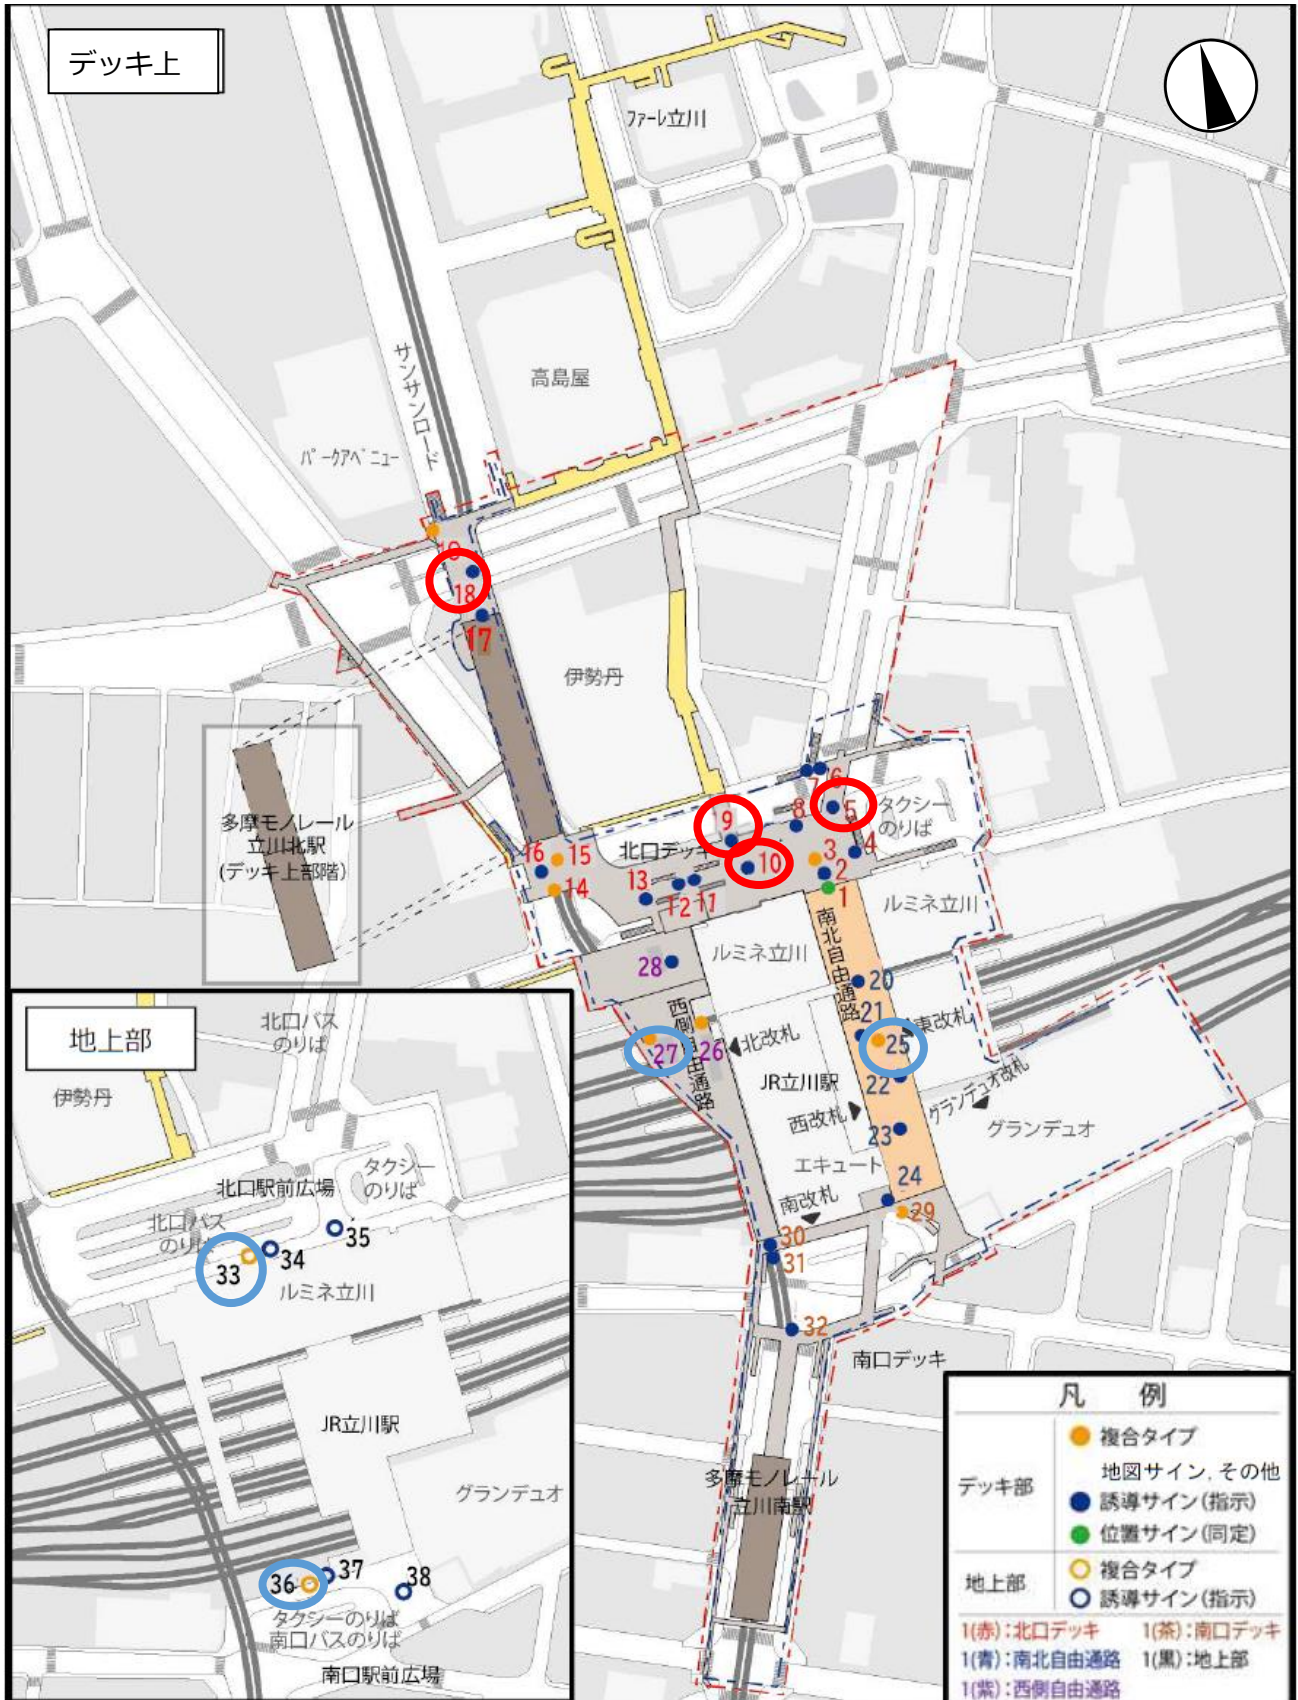 デッキ上
ファーレ立川
サンサンロード
高島屋
パークアベニュー
18
17
伊勢丹
多摩モノレール
立川北駅
(デッキ上部階)
7
6
5
タクシー
のりば
8
9
4
3
2
1
北口デッキ
10
16
15
14
13
12
11
南北自由通路
ルミネ立川
ルミネ立川
28
20
21
西側自由通路
27
26
北改札
東改札
25
JR立川駅
22
グランデュオ改札
西改札
23
グランデュオ
エキュート
24
南改札
29
30
31
32
南口デッキ
多摩モノレール
立川南駅
地上部
北口バス
のりば
伊勢丹
タクシー
のりば
北口駅前広場
北口バス
のりば
35
34
33
ルミネ立川
JR立川駅
グランデュオ
36
37
38
タクシーのりば
南口バスのりば
南口駅前広場
凡 例
デッキ部
複合タイプ
地図サイン,その他
誘導サイン(指示)
位置サイン(同定)
地上部
複合タイプ
誘導サイン(指示)
1(赤):北口デッキ 1(茶):南口デッキ
1(青):南北自由通路 1(黒):地上部
1(紫):西側自由通路